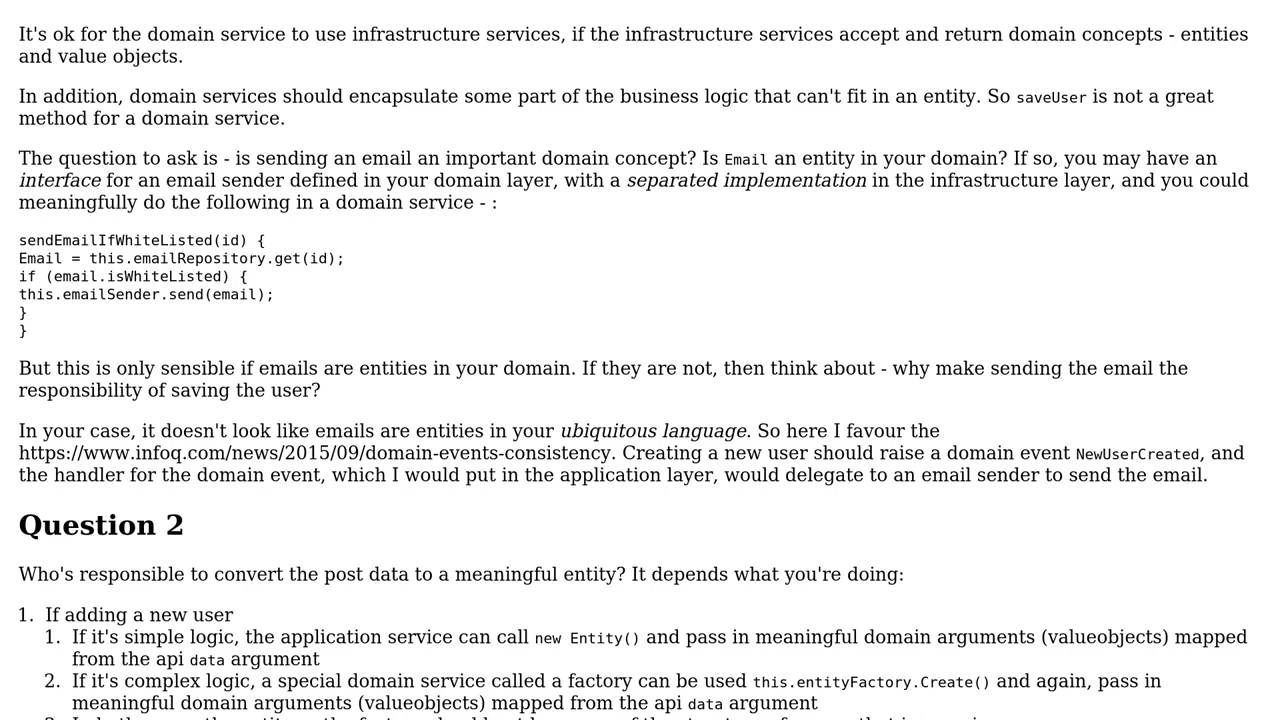 It's ok for the domain service to use infrastructure services, if the infrastructure services accept and return domain concepts - entities
and value objects.
In addition, domain services should encapsulate some part of the business logic that can't fit in an entity. So saveUser is not a great
method for a domain service.
The question to ask is - is sending an email an important domain concept? Is Email an entity in your domain? If so, you may have an
interface for an email sender defined in your domain layer, with a separated implementation in the infrastructure layer, and you could
meaningfully do the following in a domain service - :
sendEmailIfWhiteListed(id) {
Email = this.emailRepository.get(id);
if (email.isWhiteListed) {
this.emailSender.send(email);
}
}
But this is only sensible if emails are entities in your domain. If they are not, then think about - why make sending the email the
responsibility of saving the user?
In your case, it doesn't look like emails are entities in your ubiquitous language. So here I favour the
https://www.infoq.com/news/2015/09/domain-events-consistency. Creating a new user should raise a domain event NewUserCreated, and
the handler for the domain event, which I would put in the application layer, would delegate to an email sender to send the email.
Question 2
Who's responsible to convert the post data to a meaningful entity? It depends what you're doing:
1. If adding a new user
1. If it's simple logic, the application service can call new Entity() and pass in meaningful domain arguments (valueobjects) mapped
from the api data argument
2. If it's complex logic, a special domain service called a factory can be used this.entityFactory.Create() and again, pass in
meaningful domain arguments (valueobjects) mapped from the api data argument